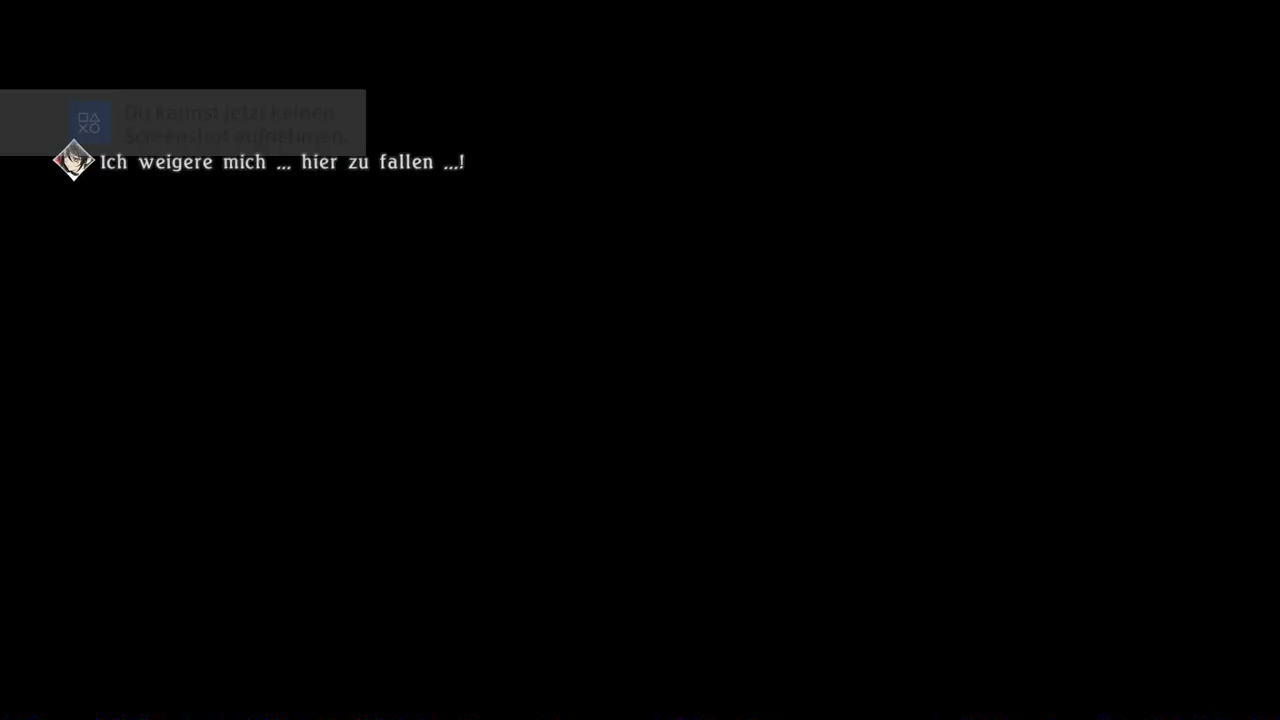 Du kannst jetzt keinen
Screenshot aufnehmen.
Ich weigere mich ... hier zu fallen ...!